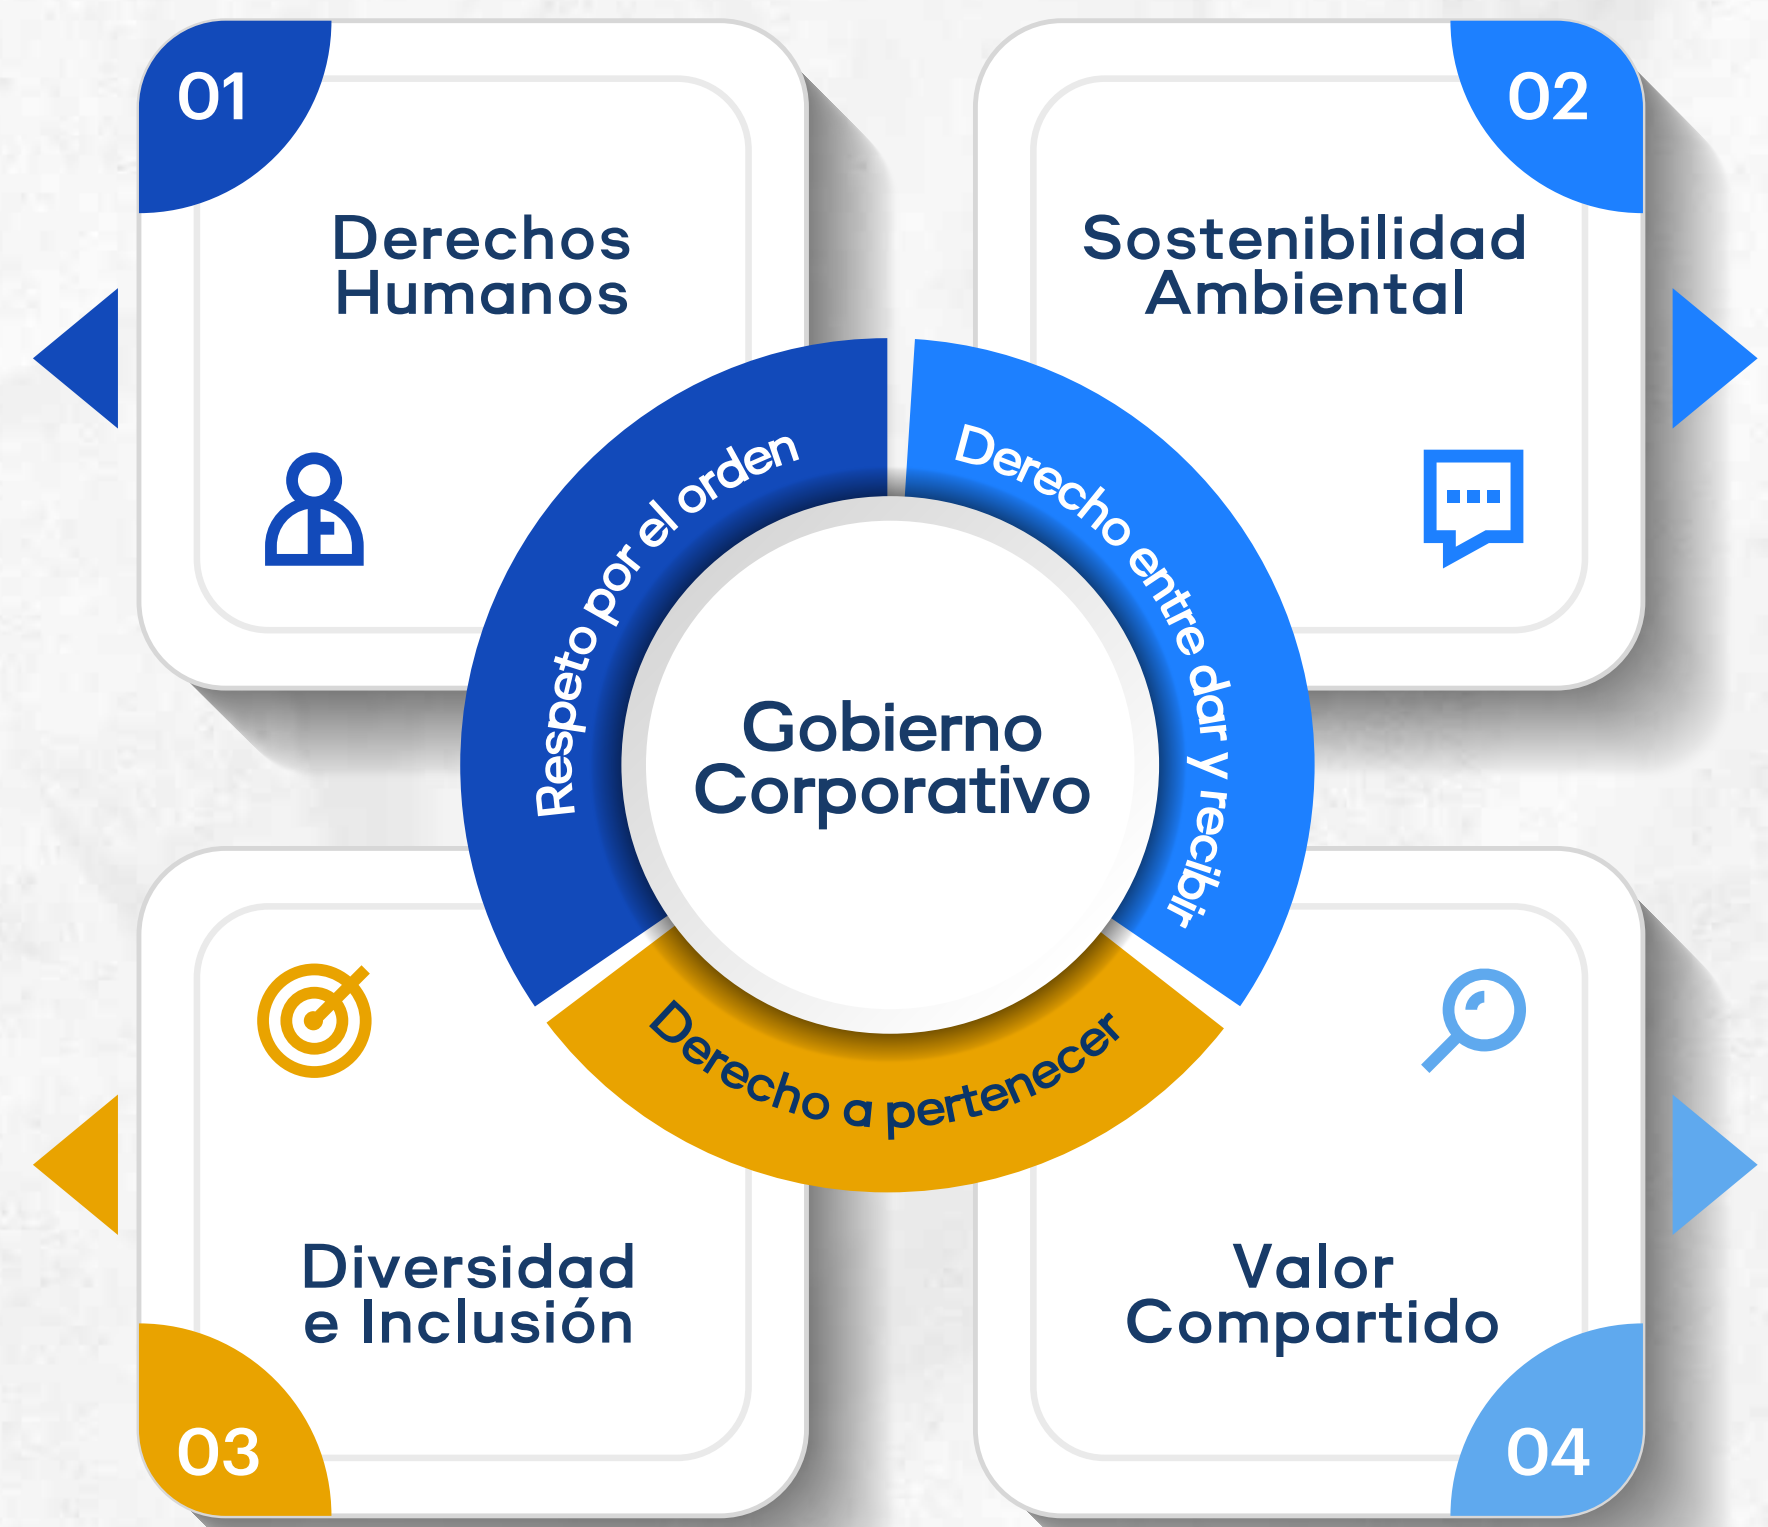 01
Derechos
Humanos
02
Sostenibilidad
Ambiental
Respeto por el orden
Derecho entre dar y recibir
Gobierno
Corporativo
Derecho a pertenecer
Diversidad
e Inclusión
03
Valor
Compartido
04